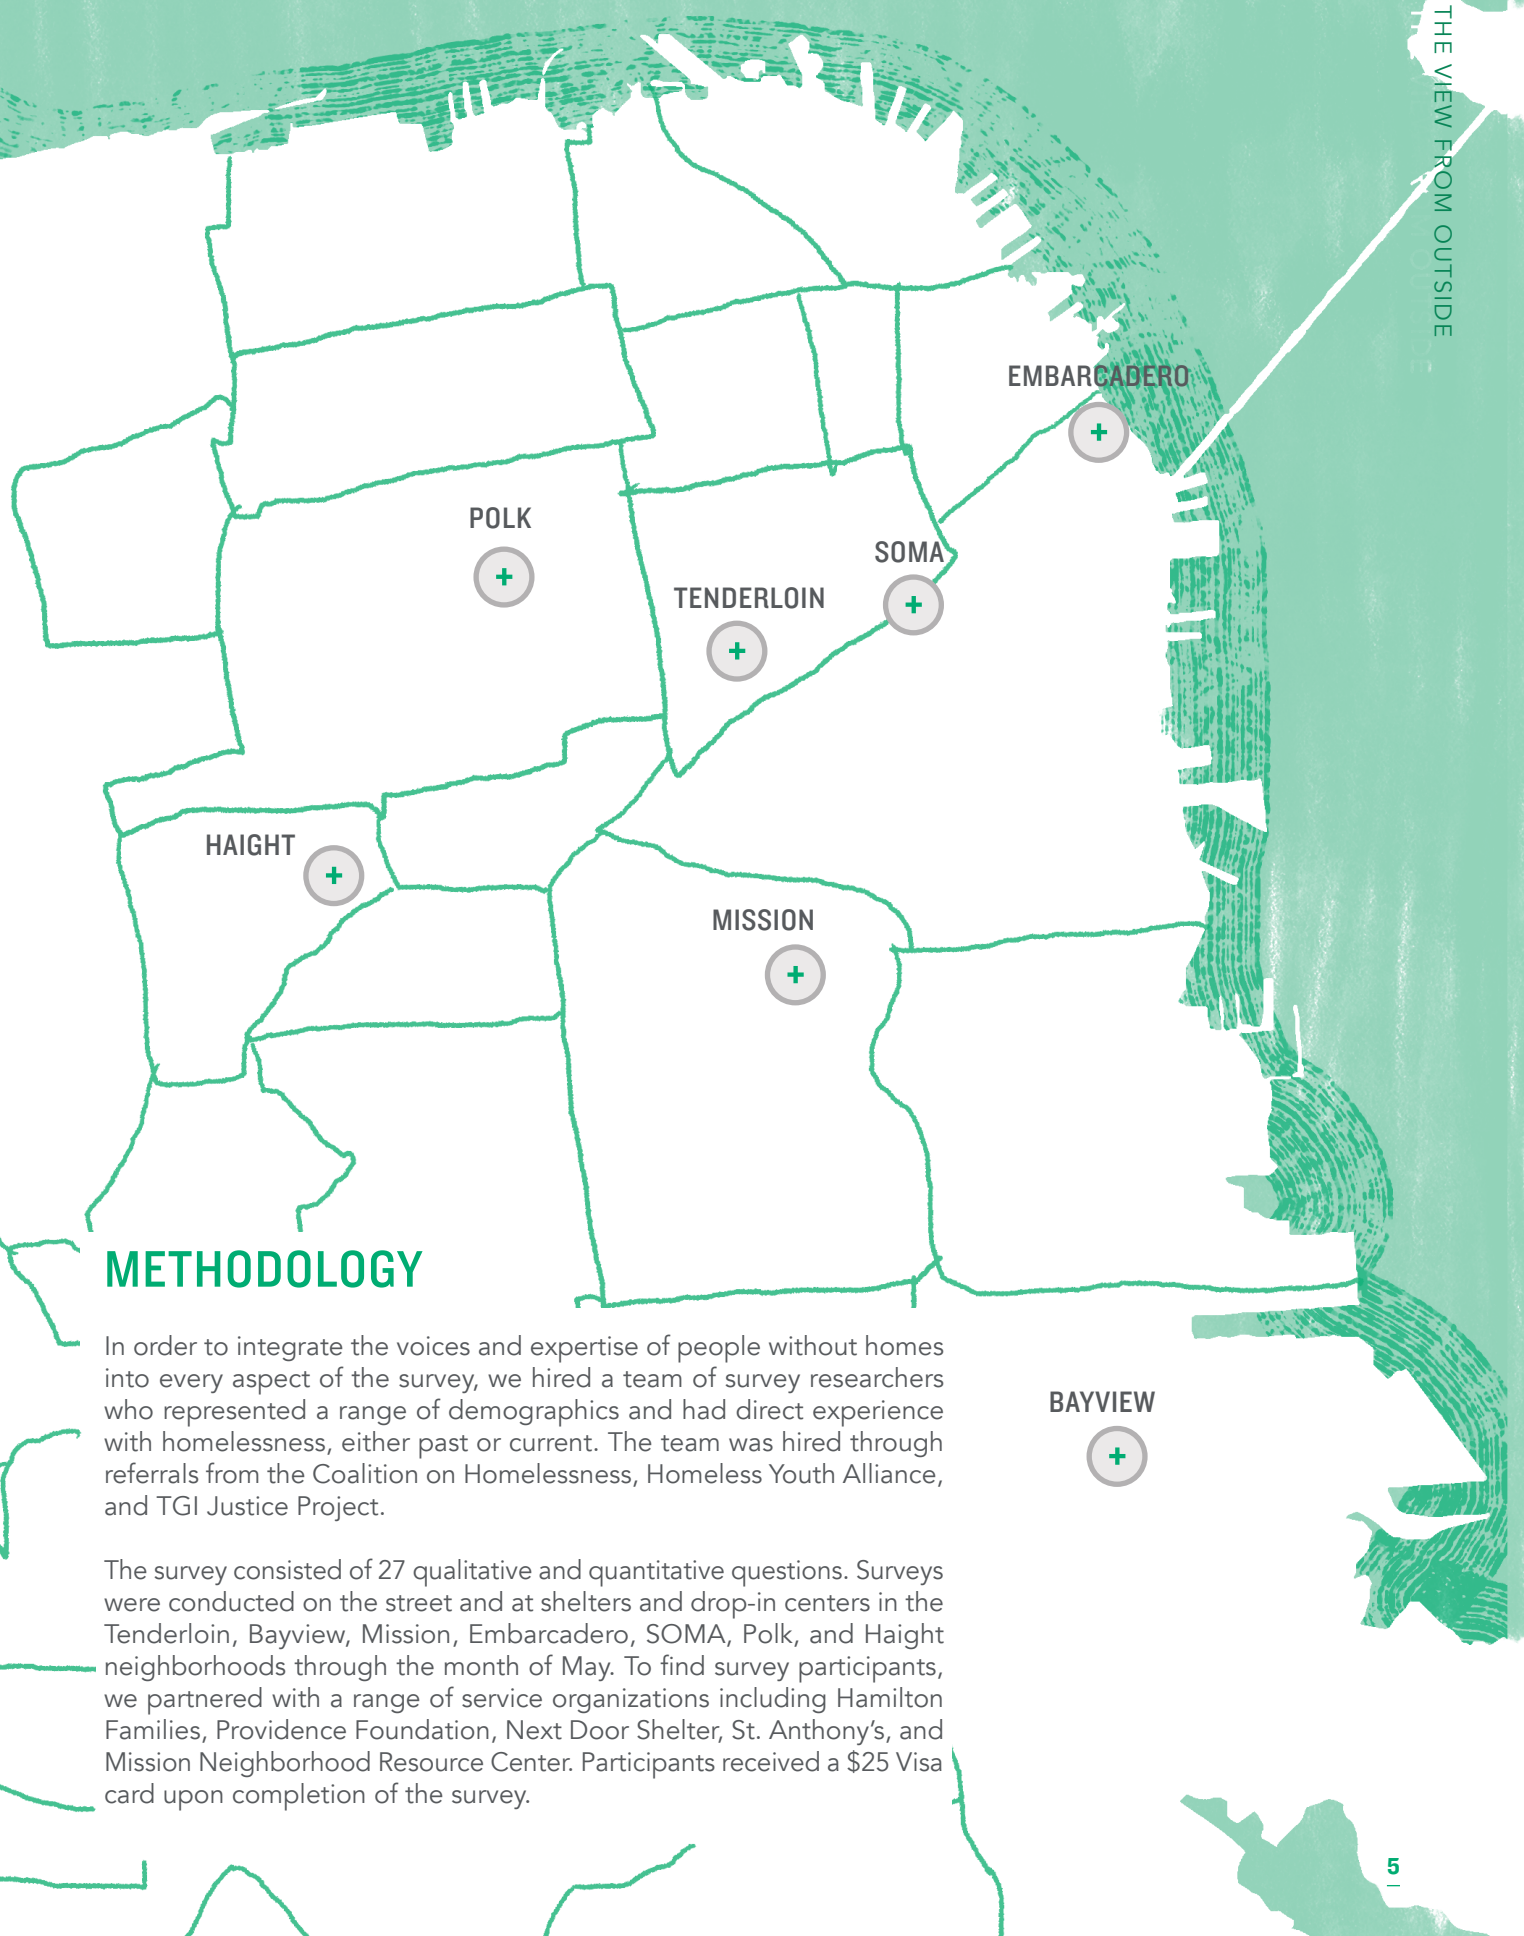 THE VIEW FROM OUTSIDE
EMBARCADERO
POLK
SOMA
TENDERLOIN
HAIGHT
MISSION
METHODOLOGY
In order to integrate the voices and expertise of people without homes
into every aspect of the survey, we hired a team of survey researchers
who represented a range of demographics and had direct experience
with homelessness, either past or current. The team was hired through
referrals from the Coalition on Homelessness, Homeless Youth Alliance,
and TGI Justice Project.
The survey consisted of 27 qualitative and quantitative questions. Surveys
were conducted on the street and at shelters and drop-in centers in the
Tenderloin, Bayview, Mission, Embarcadero, SOMA, Polk, and Haight
neighborhoods through the month of May. To find survey participants,
we partnered with a range of service organizations including Hamilton
Families, Providence Foundation, Next Door Shelter, St. Anthony’s, and
Mission Neighborhood Resource Center. Participants received a $25 Visa
card upon completion of the survey.
BAYVIEW
5